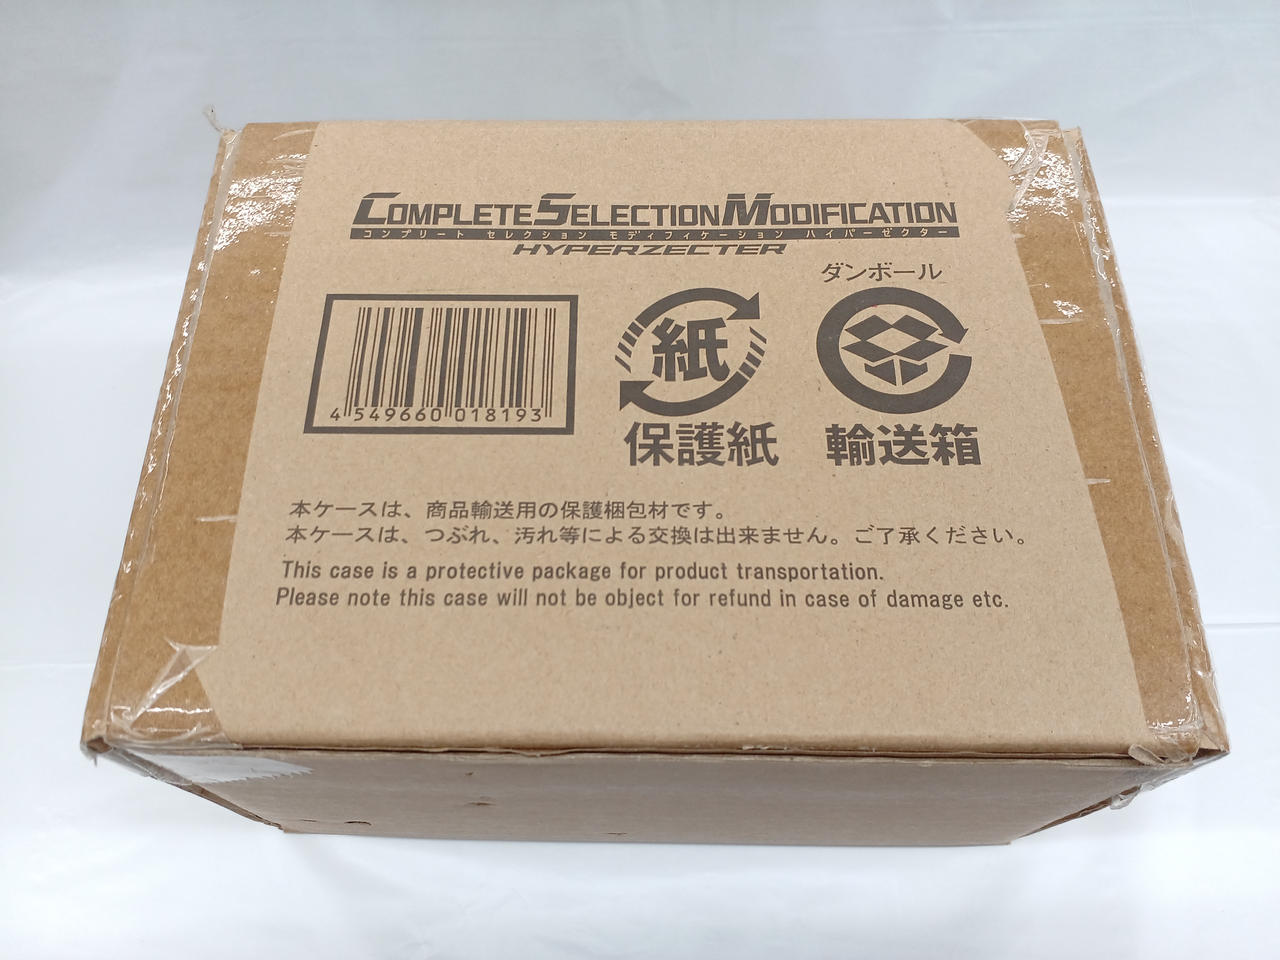 COMPLETE SELECTION MODIFICATION
コンプリート セレクション モディフィケーション ハイパーゼクター
HYPERZECTER
ダンボール
4 549660 018193
紙
保護紙
輸送箱
本ケースは、商品輸送用の保護梱包材です。
本ケースは、つぶれ、汚れ等による交換は出来ません。ご了承ください。
This case is a protective package for product transportation.
Please note this case will not be object for refund in case of damage etc.